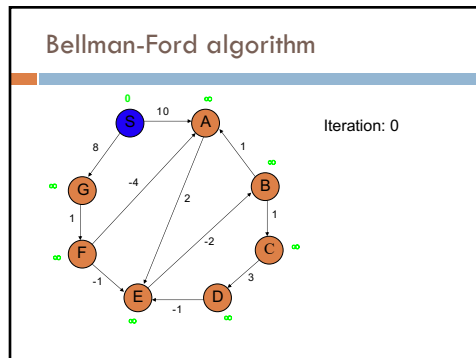 Bellman-Ford algorithm
0
∞
S
10
A
Iteration: 0
8
1
∞
∞
G
-4
B
2
1
1
-2
∞
F
C
∞
-1
3
E
-1
D
∞
∞